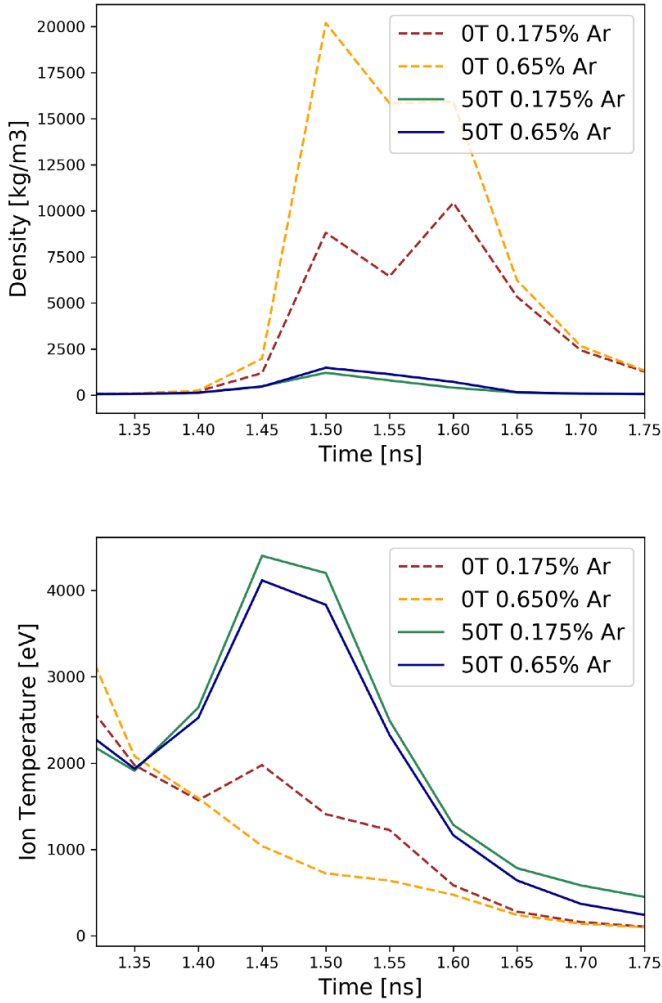 20000
17500
15000
12500
10000
7500
5000
2500
0
Density [kg/m3]
0T 0.175% Ar
0T 0.65% Ar
50T 0.175% Ar
50T 0.65% Ar
1.35 1.40 1.45 1.50 1.55 1.60 1.65 1.70 1.75
Time [ns]
4000
3000
2000
1000
0
Ion Temperature [eV]
0T 0.175% Ar
0T 0.650% Ar
50T 0.175% Ar
50T 0.65% Ar
1.35 1.40 1.45 1.50 1.55 1.60 1.65 1.70 1.75
Time [ns]